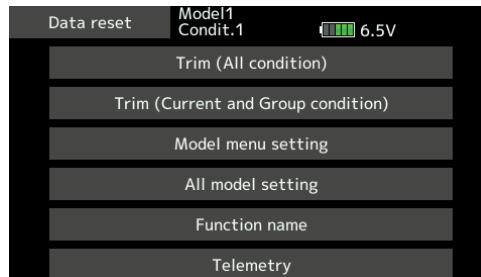 Data reset
Model1
Condit.1
6.5V
Trim (All condition)
Trim (Current and Group condition)
Model menu setting
All model setting
Function name
Telemetry